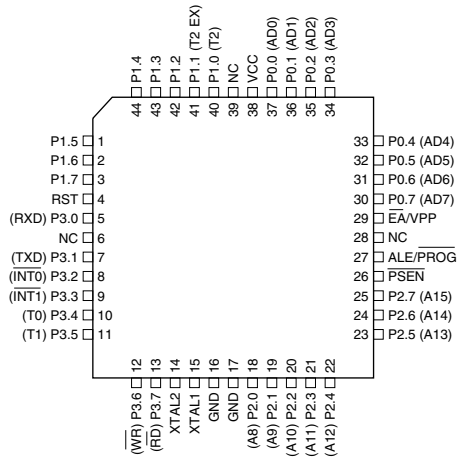 P1.4
P1.3
P1.2
P1.1 (T2 EX)
P1.0 (T2)
NC
VCC
P0.0 (AD0)
P0.1 (AD1)
P0.2 (AD2)
P0.3 (AD3)
44
43
42
41
40
39
38
37
36
35
34
P1.5 1
P1.6 2
P1.7 3
RST 4
(RXD) P3.0 5
NC 6
(TXD) P3.1 7
(INT0) P3.2 8
(INT1) P3.3 9
(T0) P3.4 10
(T1) P3.5 11
33 P0.4 (AD4)
32 P0.5 (AD5)
31 P0.6 (AD6)
30 P0.7 (AD7)
29 EA/VPP
28 NC
27 ALE/PROG
26 PSEN
25 P2.7 (A15)
24 P2.6 (A14)
23 P2.5 (A13)
12
13
14
15
16
17
18
19
20
21
22
(WR) P3.6
(RD) P3.7
XTAL2
XTAL1
GND
GND
(A8) P2.0
(A9) P2.1
(A10) P2.2
(A11) P2.3
(A12) P2.4